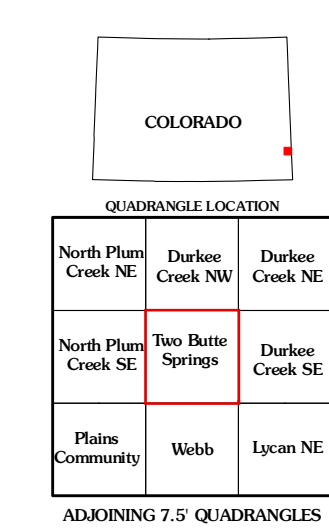 COLORADO
QUADRANGLE LOCATION
North Plum
Creek NE
Durkee
Creek NW
Durkee
Creek NE
North Plum
Creek SE
Two Butte
Springs
Durkee
Creek SE
Plains
Community
Webb
Lycan NE
ADJOINING 7.5' QUADRANGLES